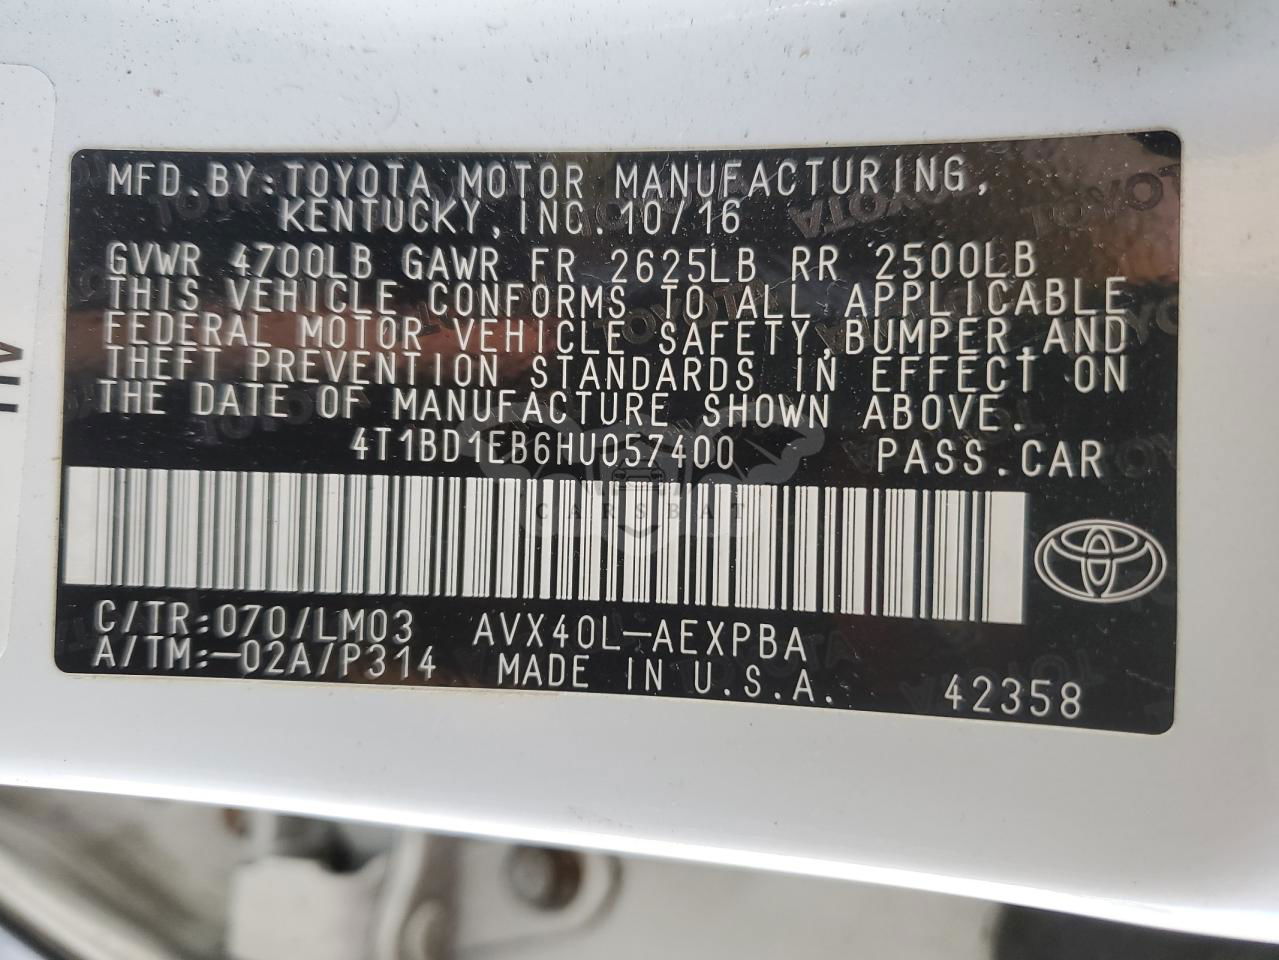 MFD.BY:TOYOTA MOTOR MANUFACTURING,
KENTUCKY,INC.10/16
GVWR 4700LB GAWR FR 2625LB RR 2500LB
THIS VEHICLE CONFORMS TO ALL APPLICABLE
FEDERAL MOTOR VEHICLE SAFETY,BUMPER,AND
THEFT PREVENTION STANDARDS IN EFFECT ON
THE DATE OF MANUFACTURE SHOWN ABOVE.
4T1BD1EB6HU057400 PASS.CAR
CARSBAT
C/TR:070/LM03 AVX40L-AEXPBA
A/TM:-02A/P314 MADE IN U.S.A. 42358